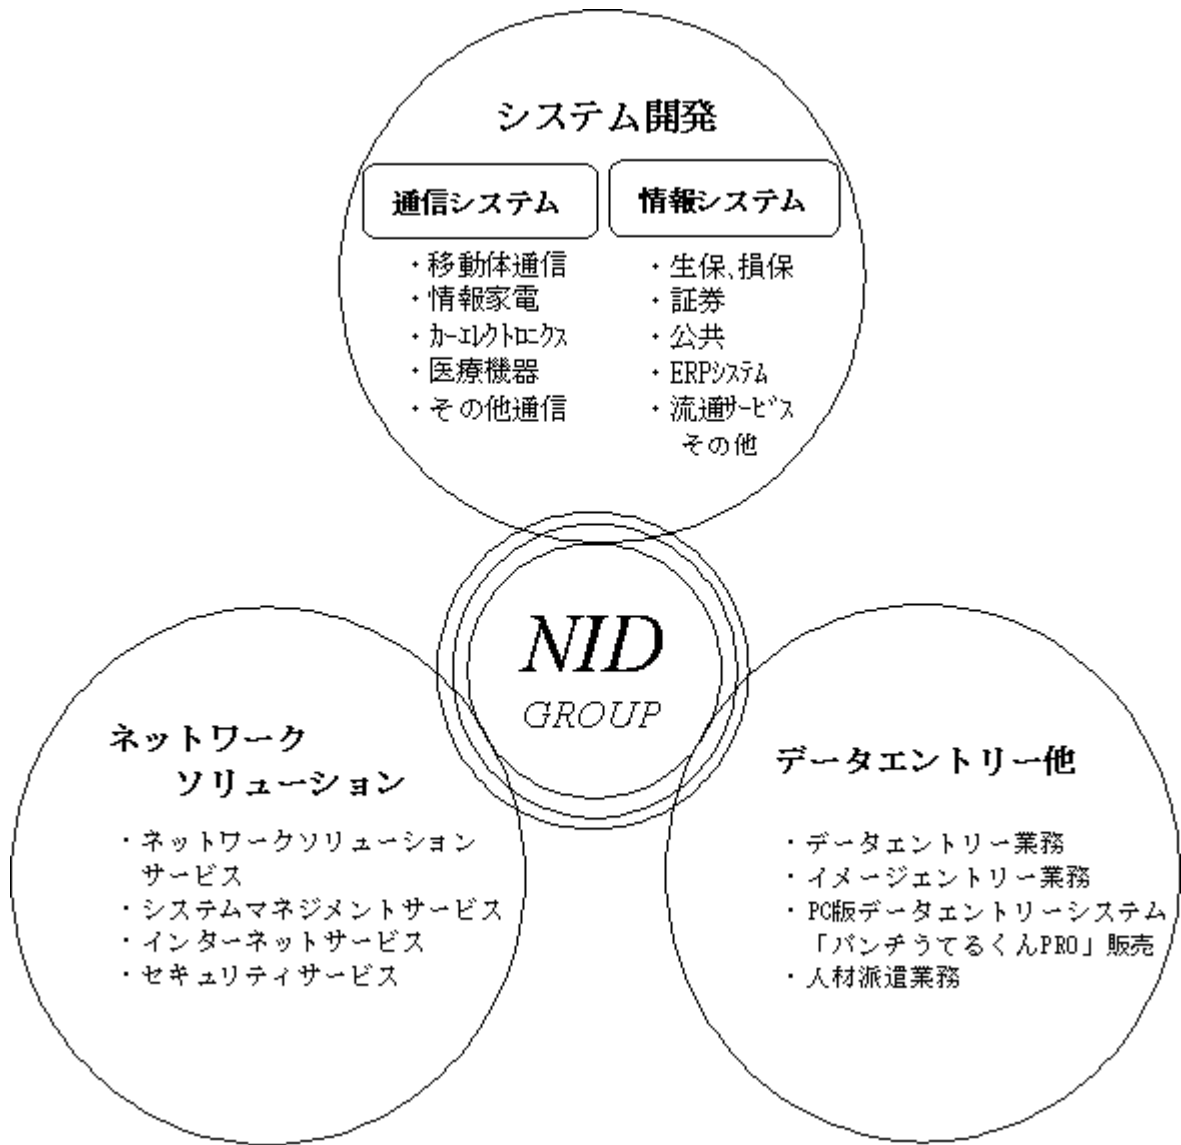 システム開発
通信システム
・移動体通信
・情報家電
・ｶｰｴﾚｸﾄﾛﾆｸｽ
・医療機器
・その他通信
情報システム
・生保、損保
・証券
・公共
・ERPｼｽﾃﾑ
・流通ｻｰﾋﾞｽ
その他
NID
GROUP
ネットワーク
ソリューション
・ネットワークソリューション
サービス
・システムマネジメントサービス
・インターネットサービス
・セキュリティサービス
データエントリー他
・データエントリー業務
・イメージエントリー業務
・PC版データエントリーシステム
「パンチうてるくんPRO」販売
・人材派遣業務